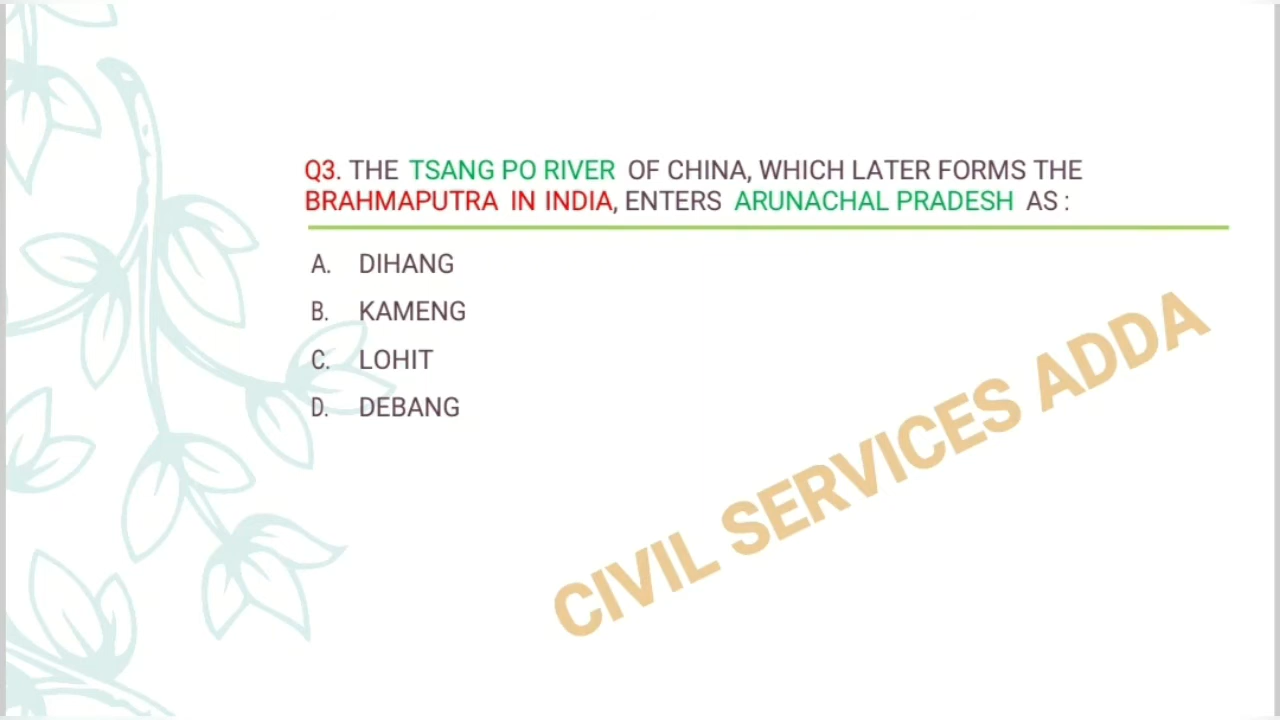 Q3. THE TSANG PO RIVER OF CHINA, WHICH LATER FORMS THE
BRAHMAPUTRA IN INDIA, ENTERS ARUNACHAL PRADESH AS :
A. DIHANG
B. KAMENG
C. LOHIT
D. DEBANG
CIVIL SERVICES ADDA